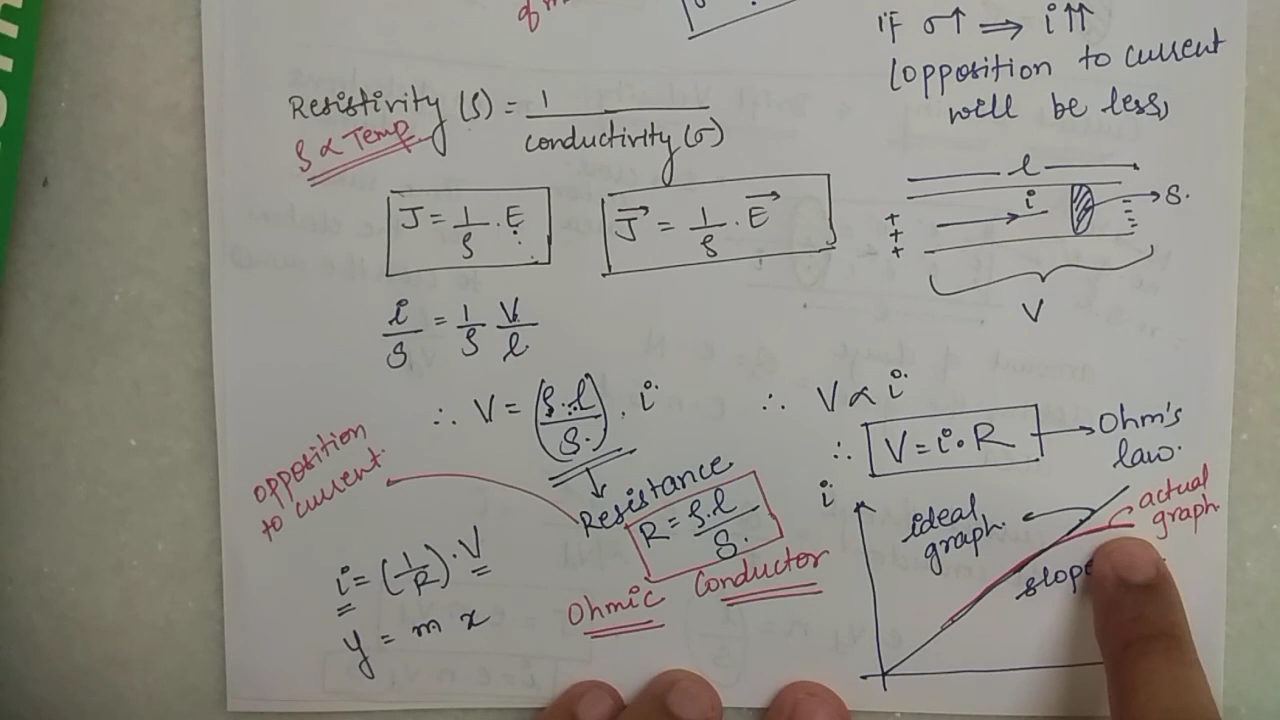 if σ↑ ⟹ i↑↑
(opposition to current
will be less,
Resistivity (ρ) = 1 / conductivity (σ)
ρ ∝ Temp
J = 1/ρ . E
J⃗ = 1/ρ . E⃗
l
i
S.
+ + +
V
i/S = 1/ρ V/l
∴ V = (ρ.l/S.) . i
∴ V ∝ i
∴ V = i . R → Ohm's law.
opposition
to current.
Resistance
R = ρ.l/S.
i = (1/R) . V
y = m x
Ohmic Conductor
i
ideal
graph.
actual
graph.
slope